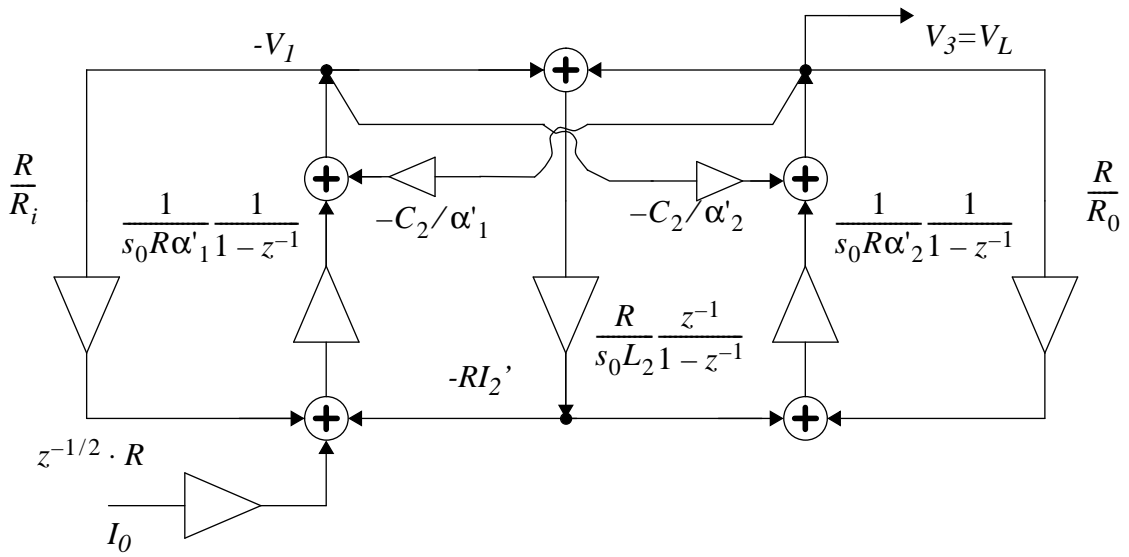 -V1
V3=VL
R/Ri
1/(s0Rα'1) 1/(1 – z–1)
–C2/α'1
–C2/α'2
1/(s0Rα'2) 1/(1 – z–1)
R/R0
R/(s0L2) z–1/(1 – z–1)
-RI2’
z–1/2 · R
I0